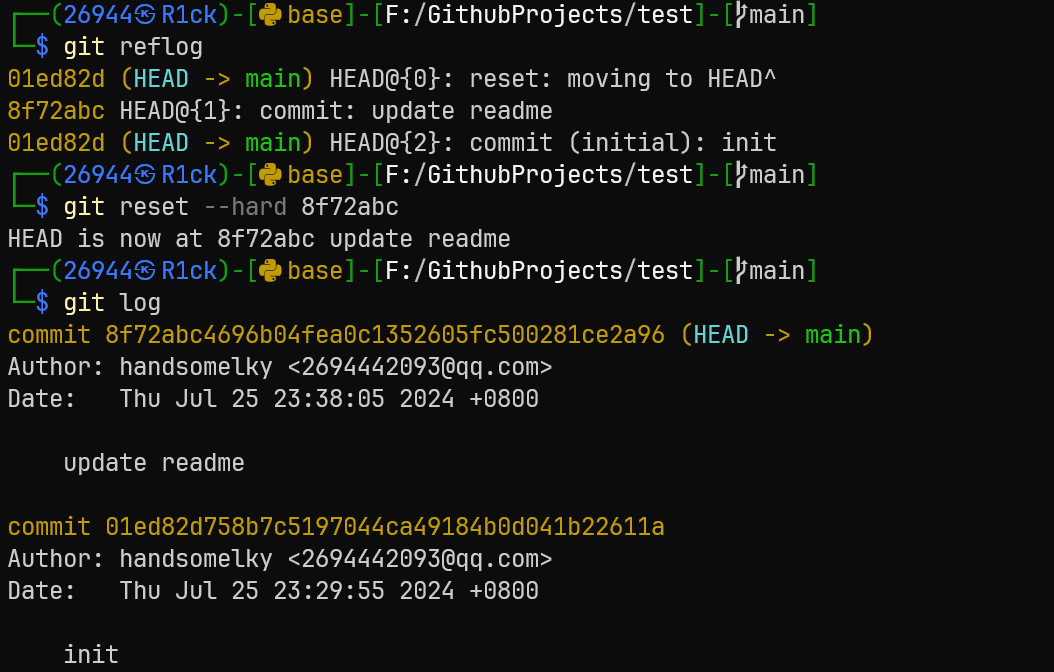 ┌──(26944㉿R1ck)-[base]-[F:/GithubProjects/test]-[main]
└─$ git reflog
01ed82d (HEAD -> main) HEAD@{0}: reset: moving to HEAD^
8f72abc HEAD@{1}: commit: update readme
01ed82d (HEAD -> main) HEAD@{2}: commit (initial): init
┌──(26944㉿R1ck)-[base]-[F:/GithubProjects/test]-[main]
└─$ git reset --hard 8f72abc
HEAD is now at 8f72abc update readme
┌──(26944㉿R1ck)-[base]-[F:/GithubProjects/test]-[main]
└─$ git log
commit 8f72abc4696b04fea0c1352605fc500281ce2a96 (HEAD -> main)
Author: handsomelky <2694442093@qq.com>
Date:   Thu Jul 25 23:38:05 2024 +0800
update readme
commit 01ed82d758b7c5197044ca49184b0d041b22611a
Author: handsomelky <2694442093@qq.com>
Date:   Thu Jul 25 23:29:55 2024 +0800
init